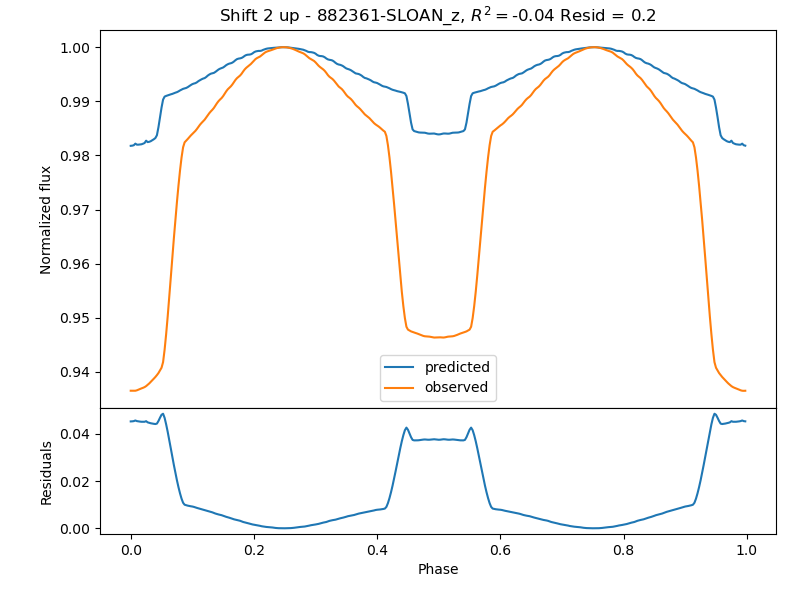 Shift 2 up - 882361-SLOAN_z, $R^2$ =-0.04 Resid = 0.2
1.00
0.99
0.98
0.97
0.96
0.95
0.94
Normalized flux
predicted
observed
0.04
0.02
0.00
Residuals
0.0 0.2 0.4 0.6 0.8 1.0
Phase